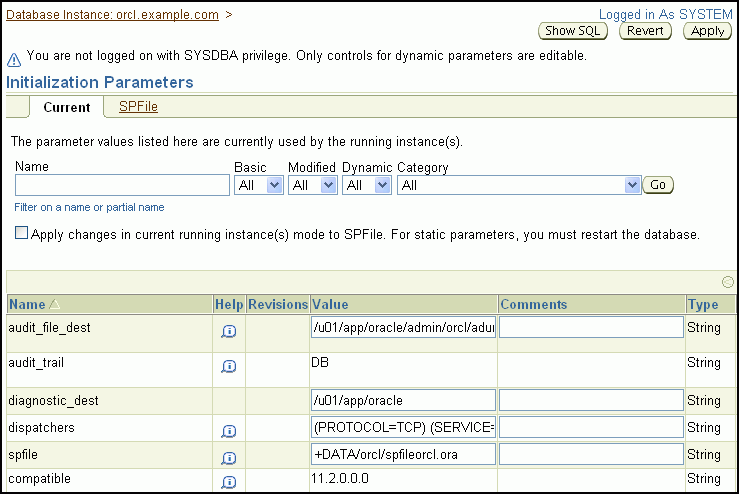 Database Instance: orcl.example.com >
Logged in As SYSTEM
Show SQL Revert Apply
You are not logged on with SYSDBA privilege. Only controls for dynamic parameters are editable.
Initialization Parameters
Current SPFile
The parameter values listed here are currently used by the running instance(s).
Name Basic Modified Dynamic Category
All All All All Go
Filter on a name or partial name
Apply changes in current running instance(s) mode to SPFile. For static parameters, you must restart the database.
Name Help Revisions Value Comments Type
audit_file_dest /u01/app/oracle/admin/orcl/adu String
audit_trail DB String
diagnostic_dest /u01/app/oracle String
dispatchers (PROTOCOL=TCP) (SERVICE= String
spfile +DATA/orcl/spfileorcl.ora String
compatible 11.2.0.0.0 String